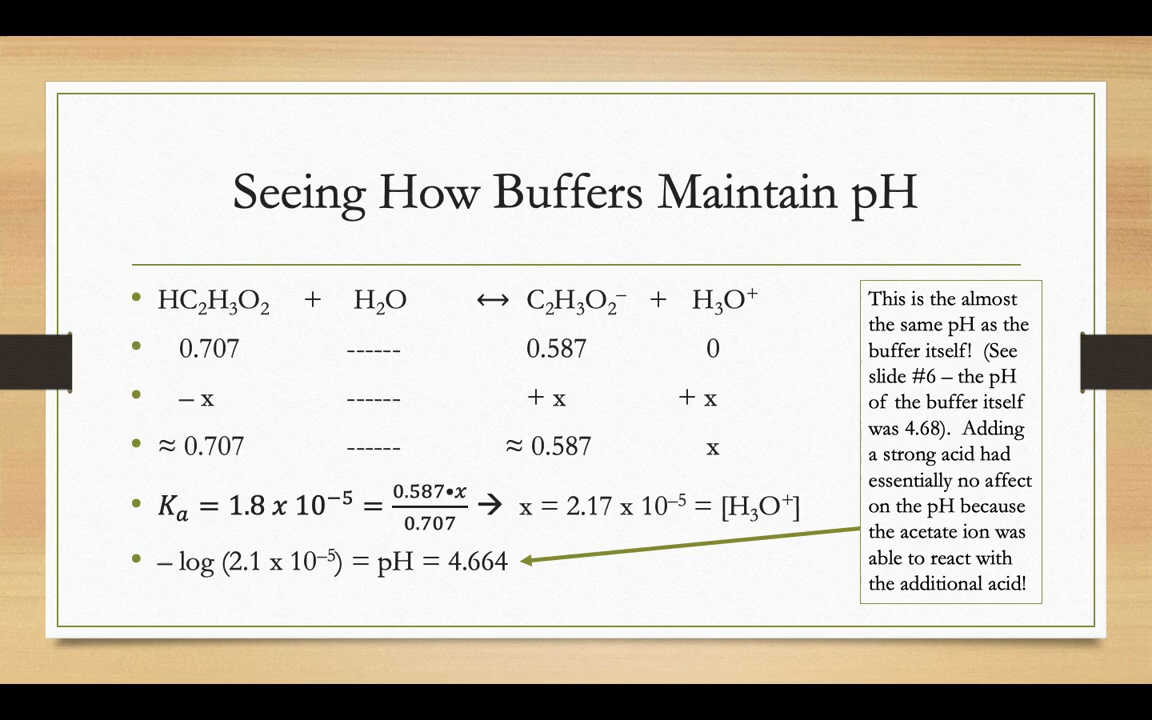 Seeing How Buffers Maintain pH
• HC₂H₃O₂ + H₂O ↔ C₂H₃O₂⁻ + H₃O⁺
• 0.707 ------ 0.587 0
• – x ------ + x + x
• ≈ 0.707 ------ ≈ 0.587 x
• Kₐ = 1.8 x 10⁻⁵ = 0.587•x / 0.707 → x = 2.17 x 10⁻⁵ = [H₃O⁺]
• – log (2.1 x 10⁻⁵) = pH = 4.664
This is the almost
the same pH as the
buffer itself! (See
slide #6 – the pH
of the buffer itself
was 4.68). Adding
a strong acid had
essentially no affect
on the pH because
the acetate ion was
able to react with
the additional acid!